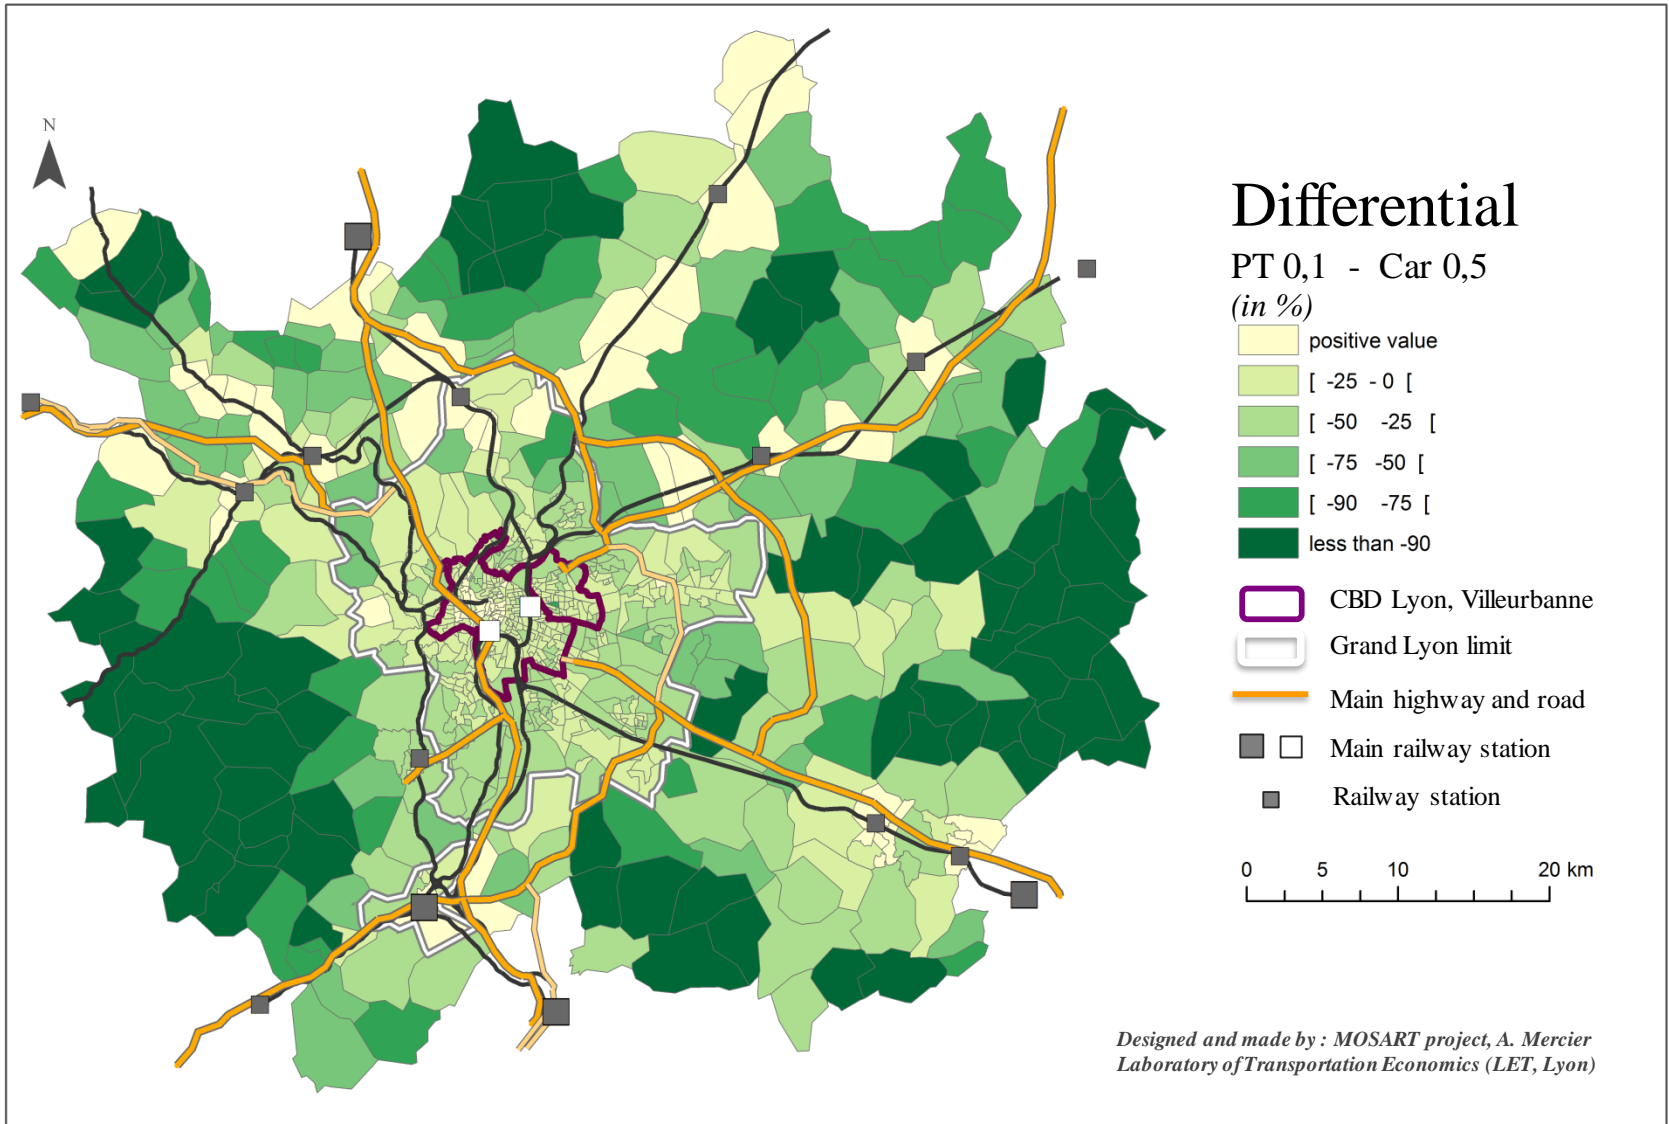 N
Differential
PT 0,1 - Car 0,5
(in %)
positive value
[ -25 - 0 [
[ -50 -25 [
[ -75 -50 [
[ -90 -75 [
less than -90
CBD Lyon, Villeurbanne
Grand Lyon limit
Main highway and road
Main railway station
Railway station
0 5 10 20 km
Designed and made by : MOSART project, A. Mercier
Laboratory of Transportation Economics (LET, Lyon)